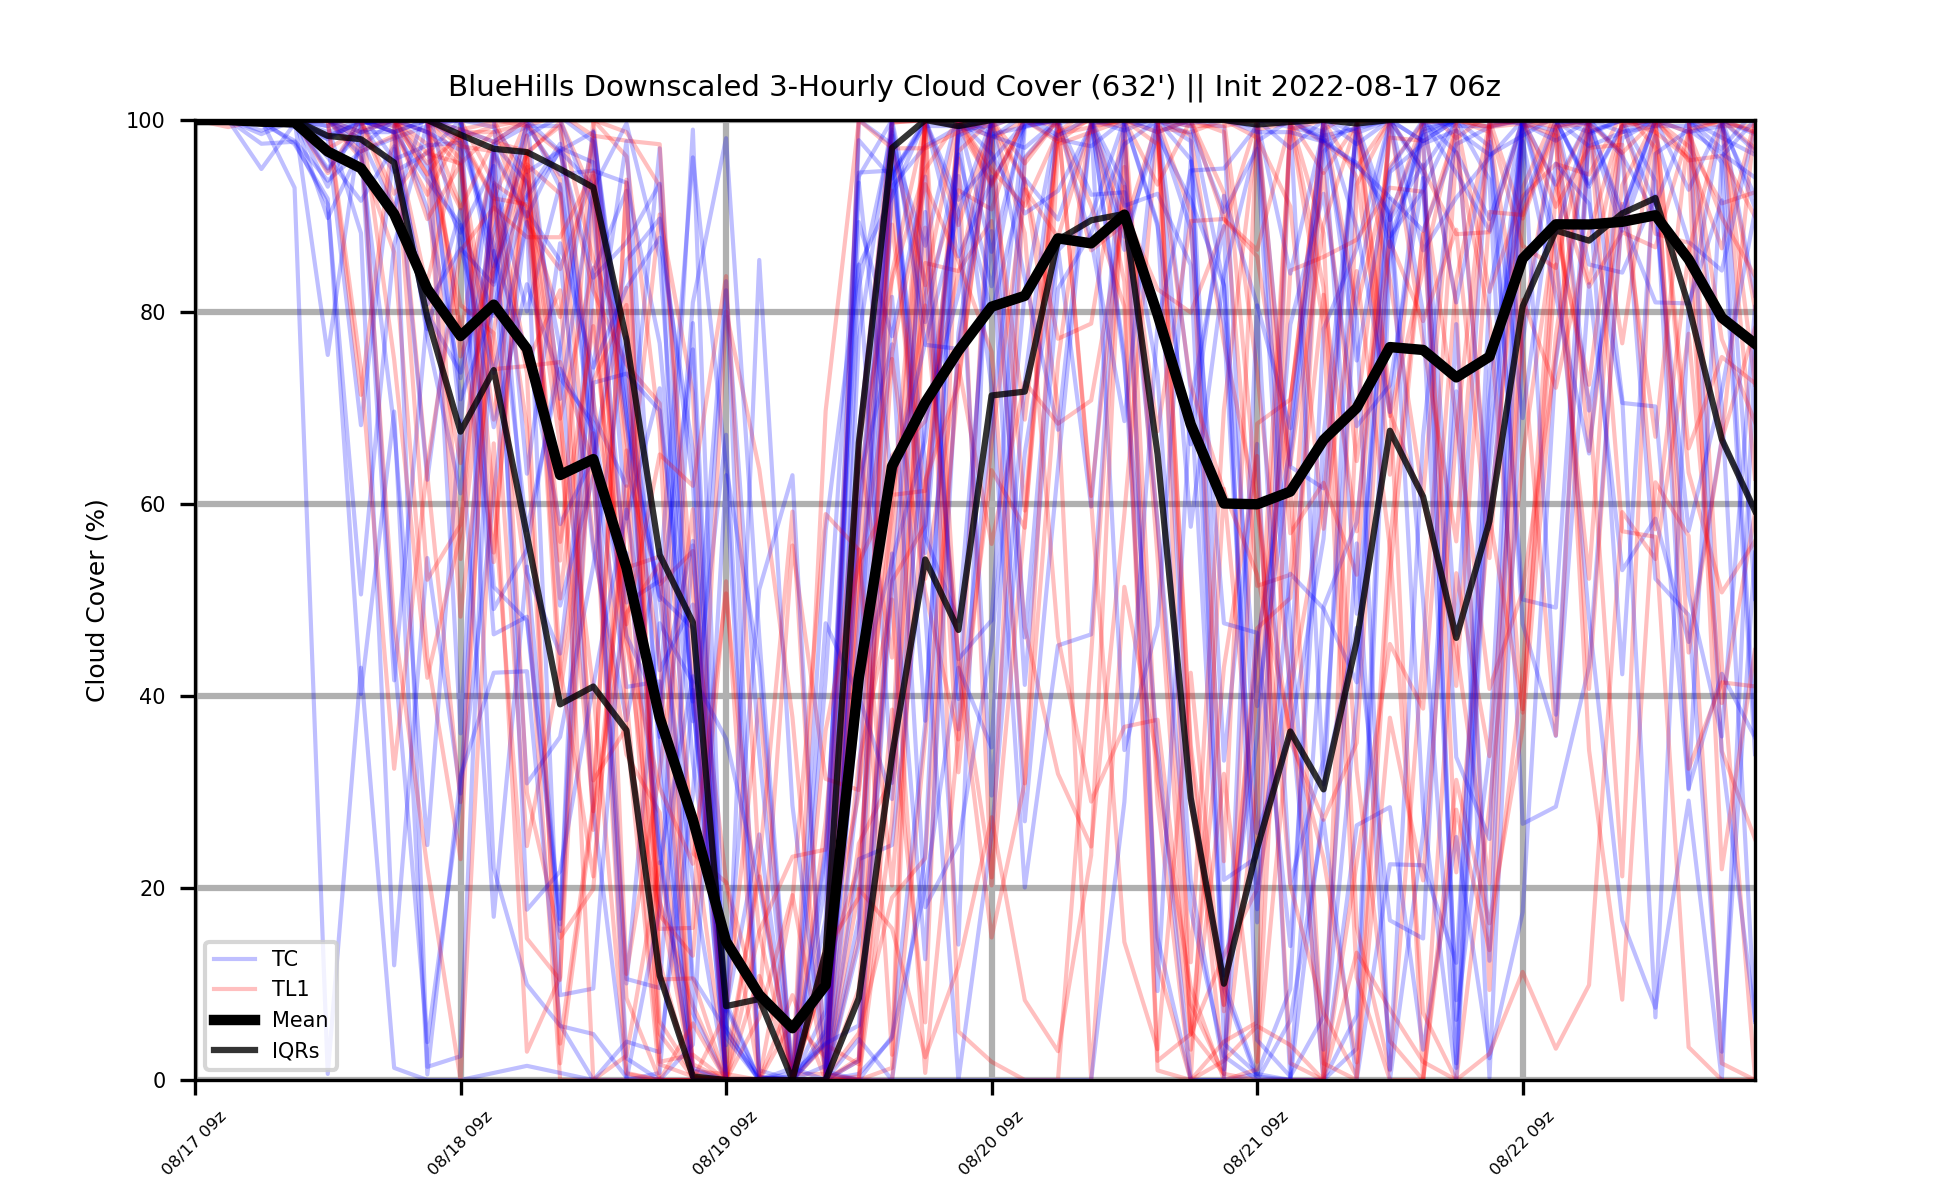 BlueHills Downscaled 3-Hourly Cloud Cover (632') || Init 2022-08-17 06z
Cloud Cover (%)
100
80
60
40
20
0
TC
TL1
Mean
IQRs
08/17 09z
08/18 09z
08/19 09z
08/20 09z
08/21 09z
08/22 09z